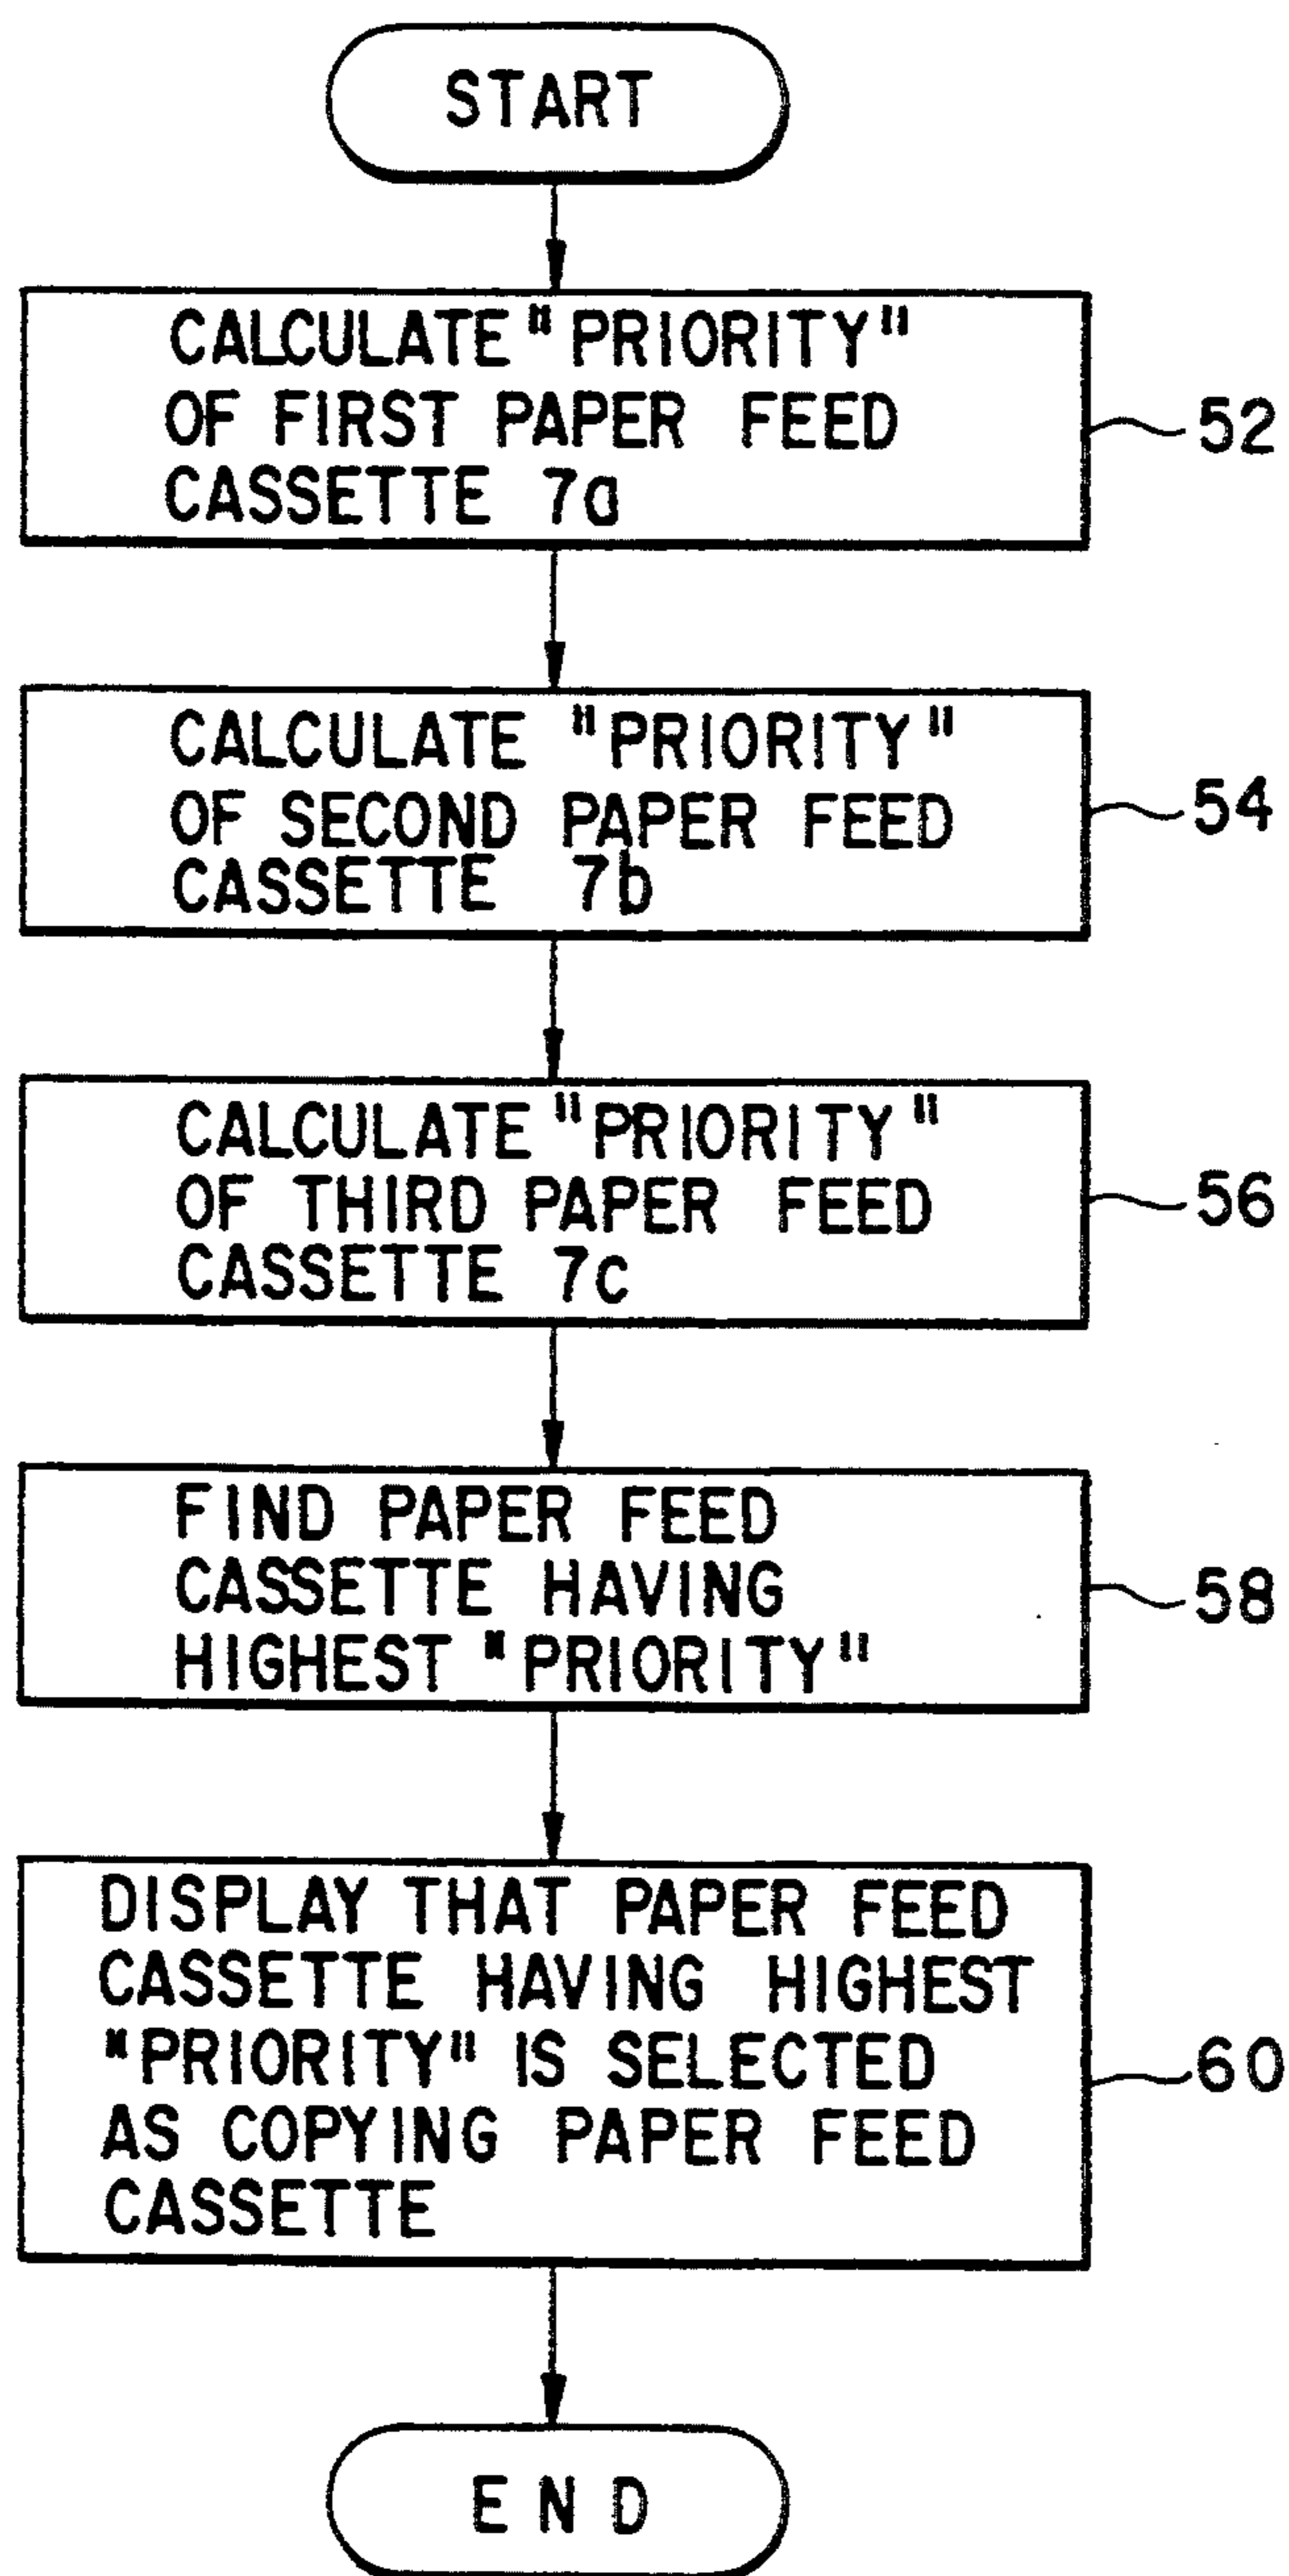 START
CALCULATE "PRIORITY"
OF FIRST PAPER FEED
CASSETTE 7a
52
CALCULATE "PRIORITY"
OF SECOND PAPER FEED
CASSETTE 7b
54
CALCULATE "PRIORITY"
OF THIRD PAPER FEED
CASSETTE 7c
56
FIND PAPER FEED
CASSETTE HAVING
HIGHEST "PRIORITY"
58
DISPLAY THAT PAPER FEED
CASSETTE HAVING HIGHEST
"PRIORITY" IS SELECTED
AS COPYING PAPER FEED
CASSETTE
60
END